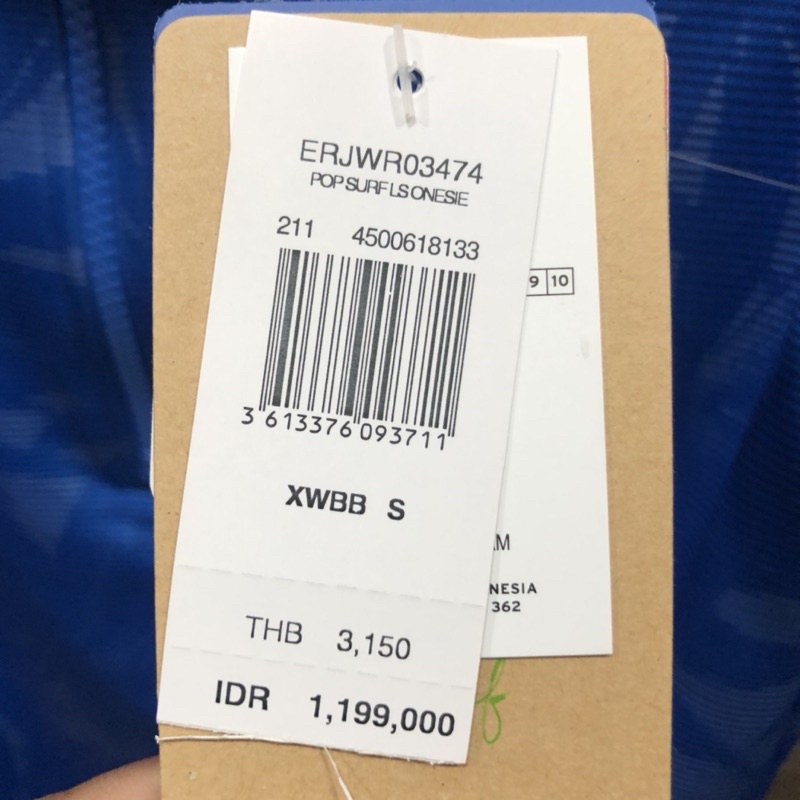 ERJWR03474
POP SURF LS ONESIE
211 4500618133
3 613376 093711
9 10
XWBB S
THB 3,150
IDR 1,199,000
362